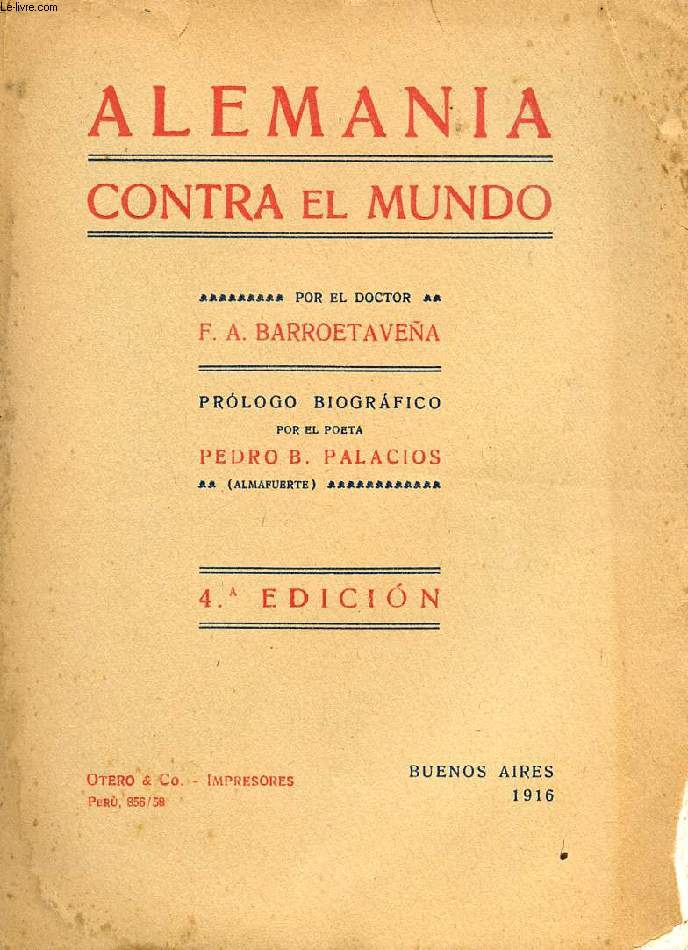 Le-livre.com
ALEMANIA
CONTRA EL MUNDO
POR EL DOCTOR
F. A. BARROETAVEÑA
PRÓLOGO BIOGRÁFICO
POR EL POETA
PEDRO B. PALACIOS
(ALMAFUERTE)
4.ᴬ EDICIÓN
OTERO & Co. - IMPRESORES
PERÚ, 856/58
BUENOS AIRES
1916